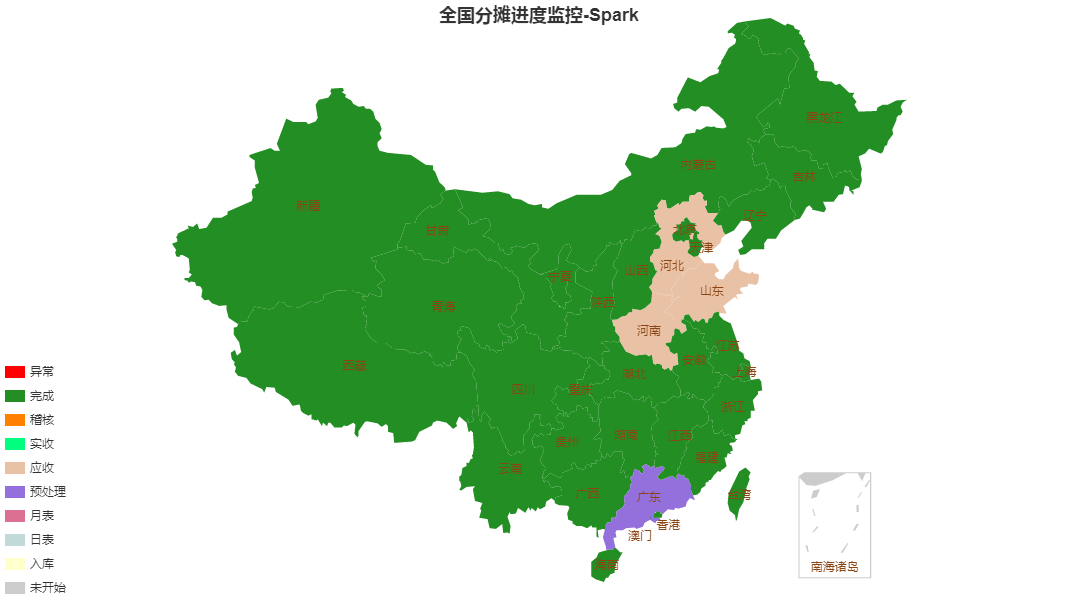 全国分摊进度监控-Spark
黑龙江
内蒙古
吉林
新疆
辽宁
甘肃
北京
天津
河北
山西
宁夏
山东
陕西
青海
河南
江苏
安徽
西藏
上海
湖北
四川
重庆
浙江
湖南
江西
贵州
福建
云南
广西
广东
台湾
香港
澳门
海南
南海诸岛
异常
完成
稽核
实收
应收
预处理
月表
日表
入库
未开始